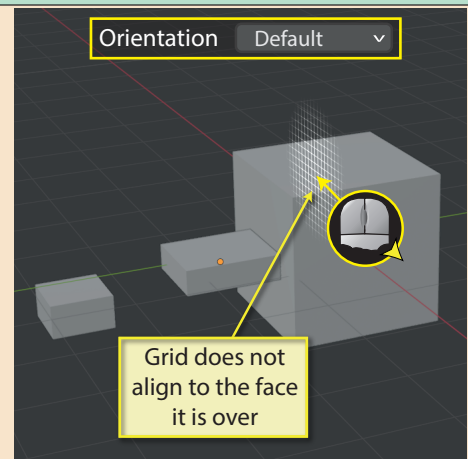 Orientation Default
Grid does not
align to the face
it is over